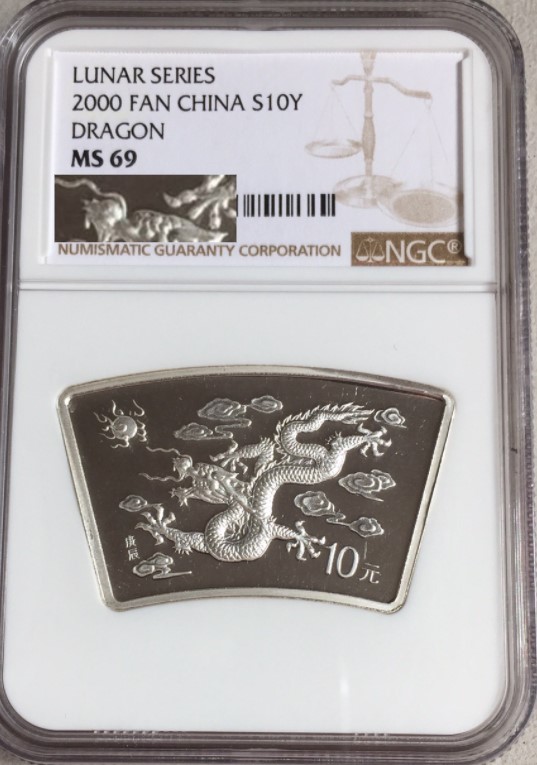 LUNAR SERIES
2000 FAN CHINA S10Y
DRAGON
MS 69
NUMISMATIC GUARANTY CORPORATION
NGC®
庚辰
10元